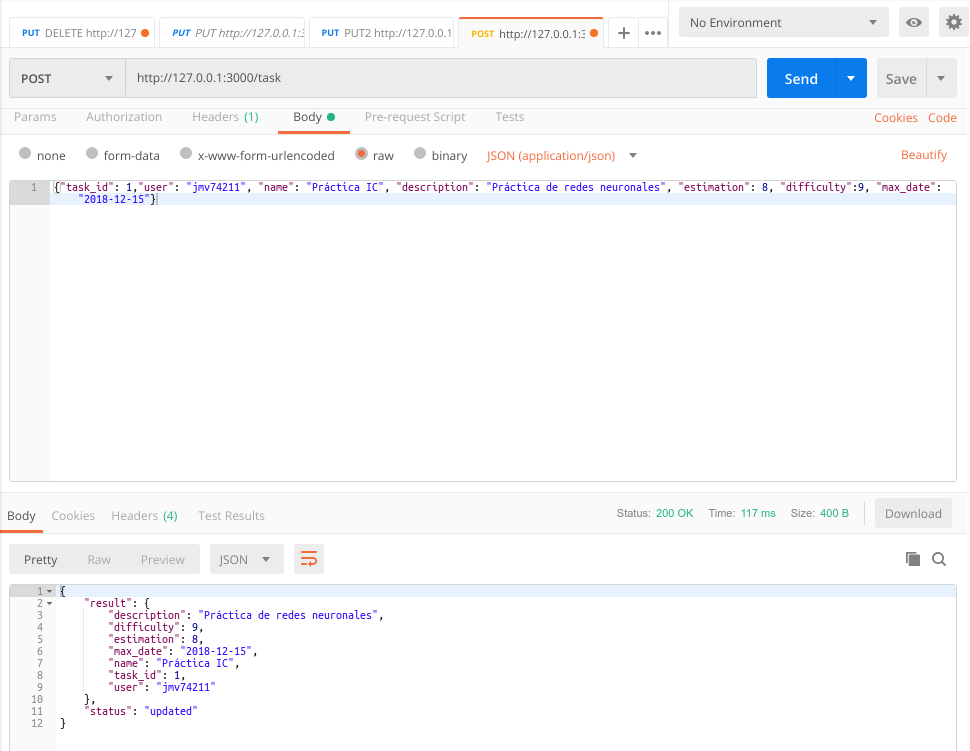 PUT DELETE http://127
PUT PUT http://127.0.0.1:3
PUT PUT2 http://127.0.0.1
POST http://127.0.0.1:3
+
•••
No Environment
POST
http://127.0.0.1:3000/task
Send
Save
Params Authorization Headers (1) Body Pre-request Script Tests
Cookies Code
none form-data x-www-form-urlencoded raw binary JSON (application/json)
Beautify
1 {"task_id": 1,"user": "jmv74211", "name": "Práctica IC", "description": "Práctica de redes neuronales", "estimation": 8, "difficulty":9, "max_date":
"2018-12-15"}
Body Cookies Headers (4) Test Results
Status: 200 OK Time: 117 ms Size: 400 B
Download
Pretty Raw Preview JSON
1 {
2 "result": {
3 "description": "Práctica de redes neuronales",
4 "difficulty": 9,
5 "estimation": 8,
6 "max_date": "2018-12-15",
7 "name": "Práctica IC",
8 "task_id": 1,
9 "user": "jmv74211"
10 },
11 "status": "updated"
12 }